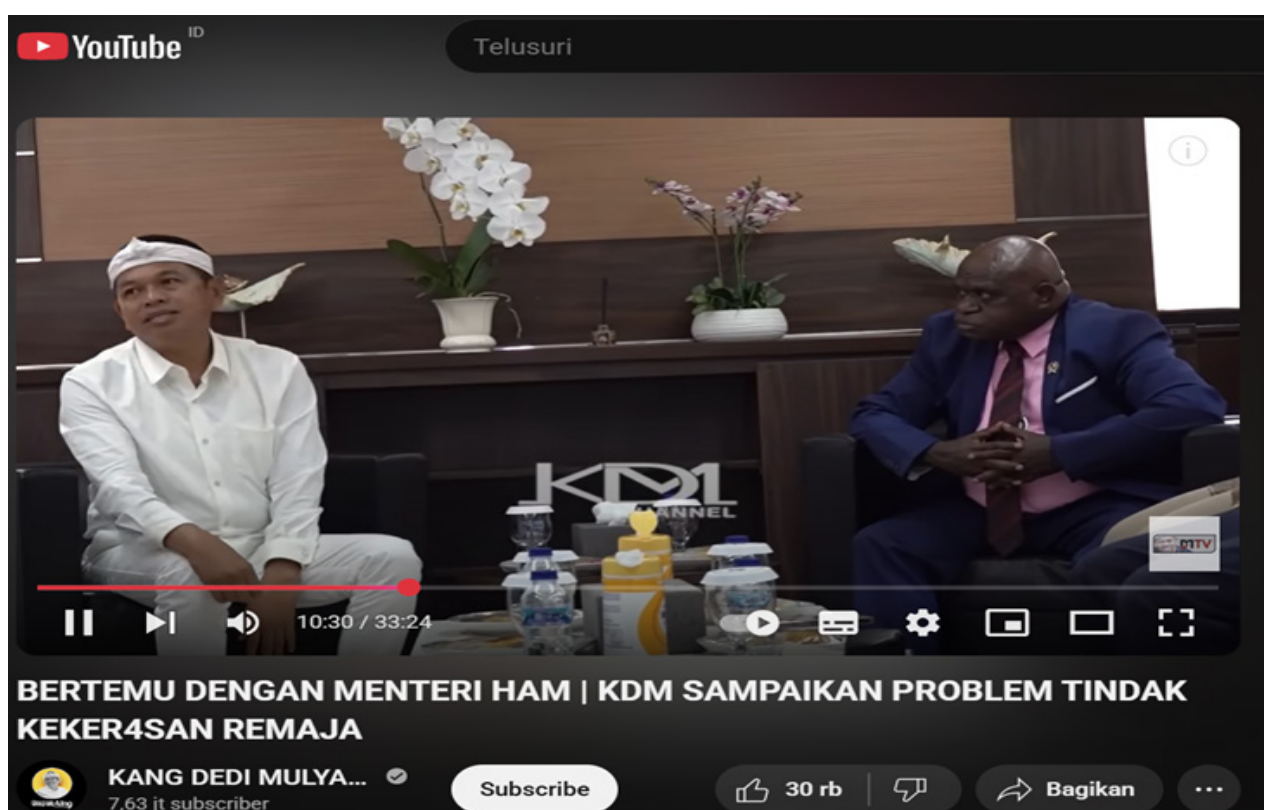 YouTube ID
Telusuri
KDM
CHANNEL
MTV
10:30 / 33:24
BERTEMU DENGAN MENTERI HAM | KDM SAMPAIKAN PROBLEM TINDAK
KEKER4SAN REMAJA
KANG DEDI MULYA...
7.63 jt subscriber
Subscribe
30 rb
Bagikan